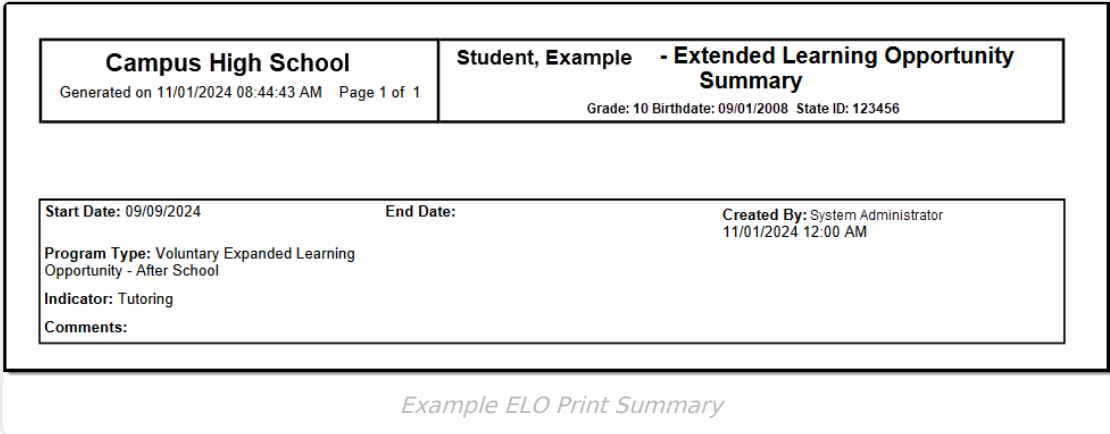 Campus High School
Generated on 11/01/2024 08:44:43 AM Page 1 of 1
Student, Example - Extended Learning Opportunity
Summary
Grade: 10 Birthdate: 09/01/2008 State ID: 123456
Start Date: 09/09/2024 End Date: Created By: System Administrator
11/01/2024 12:00 AM
Program Type: Voluntary Expanded Learning
Opportunity - After School
Indicator: Tutoring
Comments:
Example ELO Print Summary